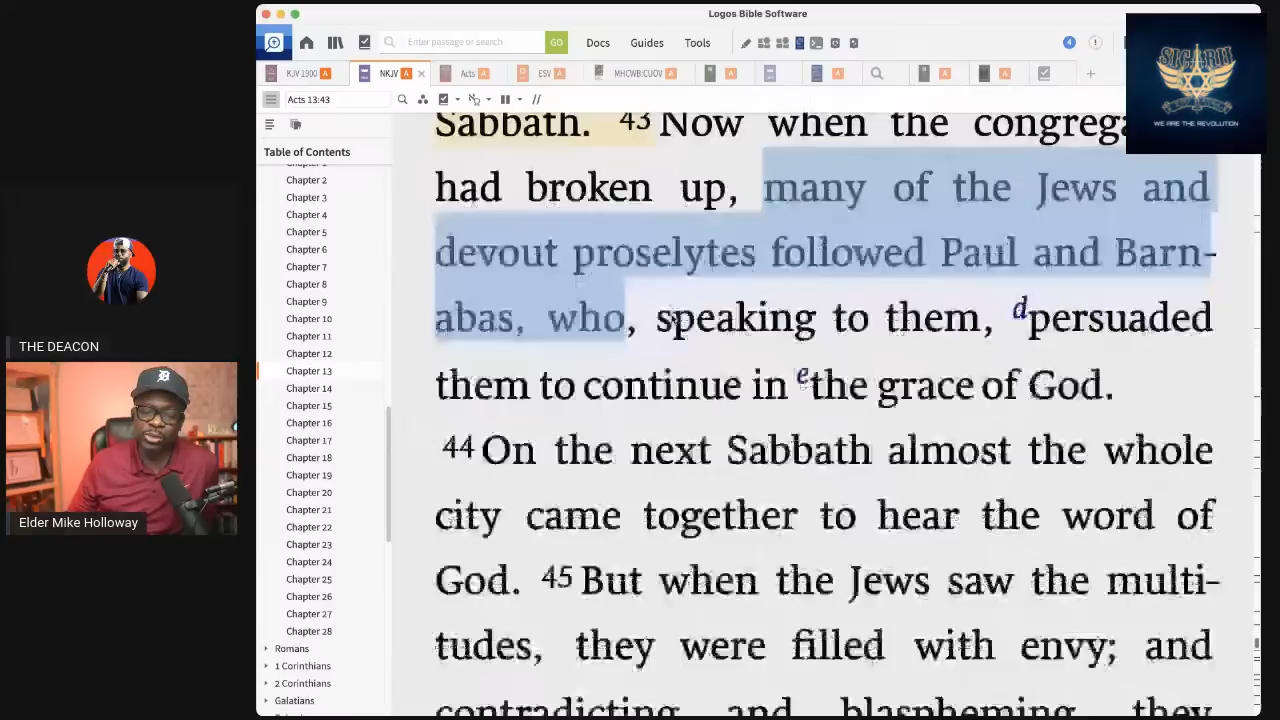 Logos Bible Software
Enter passage or search
GO
Docs
Guides
Tools
4
KJV 1900 A
NKJV A
Acts A
ESV A
MHCWB:CUOV A
A
A
A
A
Acts 13:43
SICARII
WE ARE THE REVOLUTION
Table of Contents
Chapter 2
Chapter 3
Chapter 4
Chapter 5
Chapter 6
Chapter 7
Chapter 8
Chapter 9
Chapter 10
Chapter 11
Chapter 12
Chapter 13
Chapter 14
Chapter 15
Chapter 16
Chapter 17
Chapter 18
Chapter 19
Chapter 20
Chapter 21
Chapter 22
Chapter 23
Chapter 24
Chapter 25
Chapter 26
Chapter 27
Chapter 28
Romans
1 Corinthians
2 Corinthians
Galatians
Sabbath. 43 Now when the congrega
had broken up, many of the Jews and
devout proselytes followed Paul and Barn-
abas, who, speaking to them, d persuaded
them to continue in e the grace of God.
44 On the next Sabbath almost the whole
city came together to hear the word of
God. 45 But when the Jews saw the multi-
tudes, they were filled with envy; and
contradicting and blaspheming, they
THE DEACON
Elder Mike Holloway